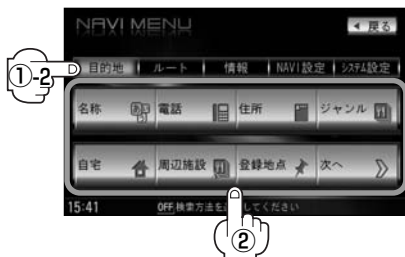 NAVI MENU
◀ 戻る
①-2
目的地 ルート 情報 NAVI設定 システム設定
名称 電話 住所 ジャンル
自宅 周辺施設 登録地点 次へ
15:41 OFF 検索方法を してください
②